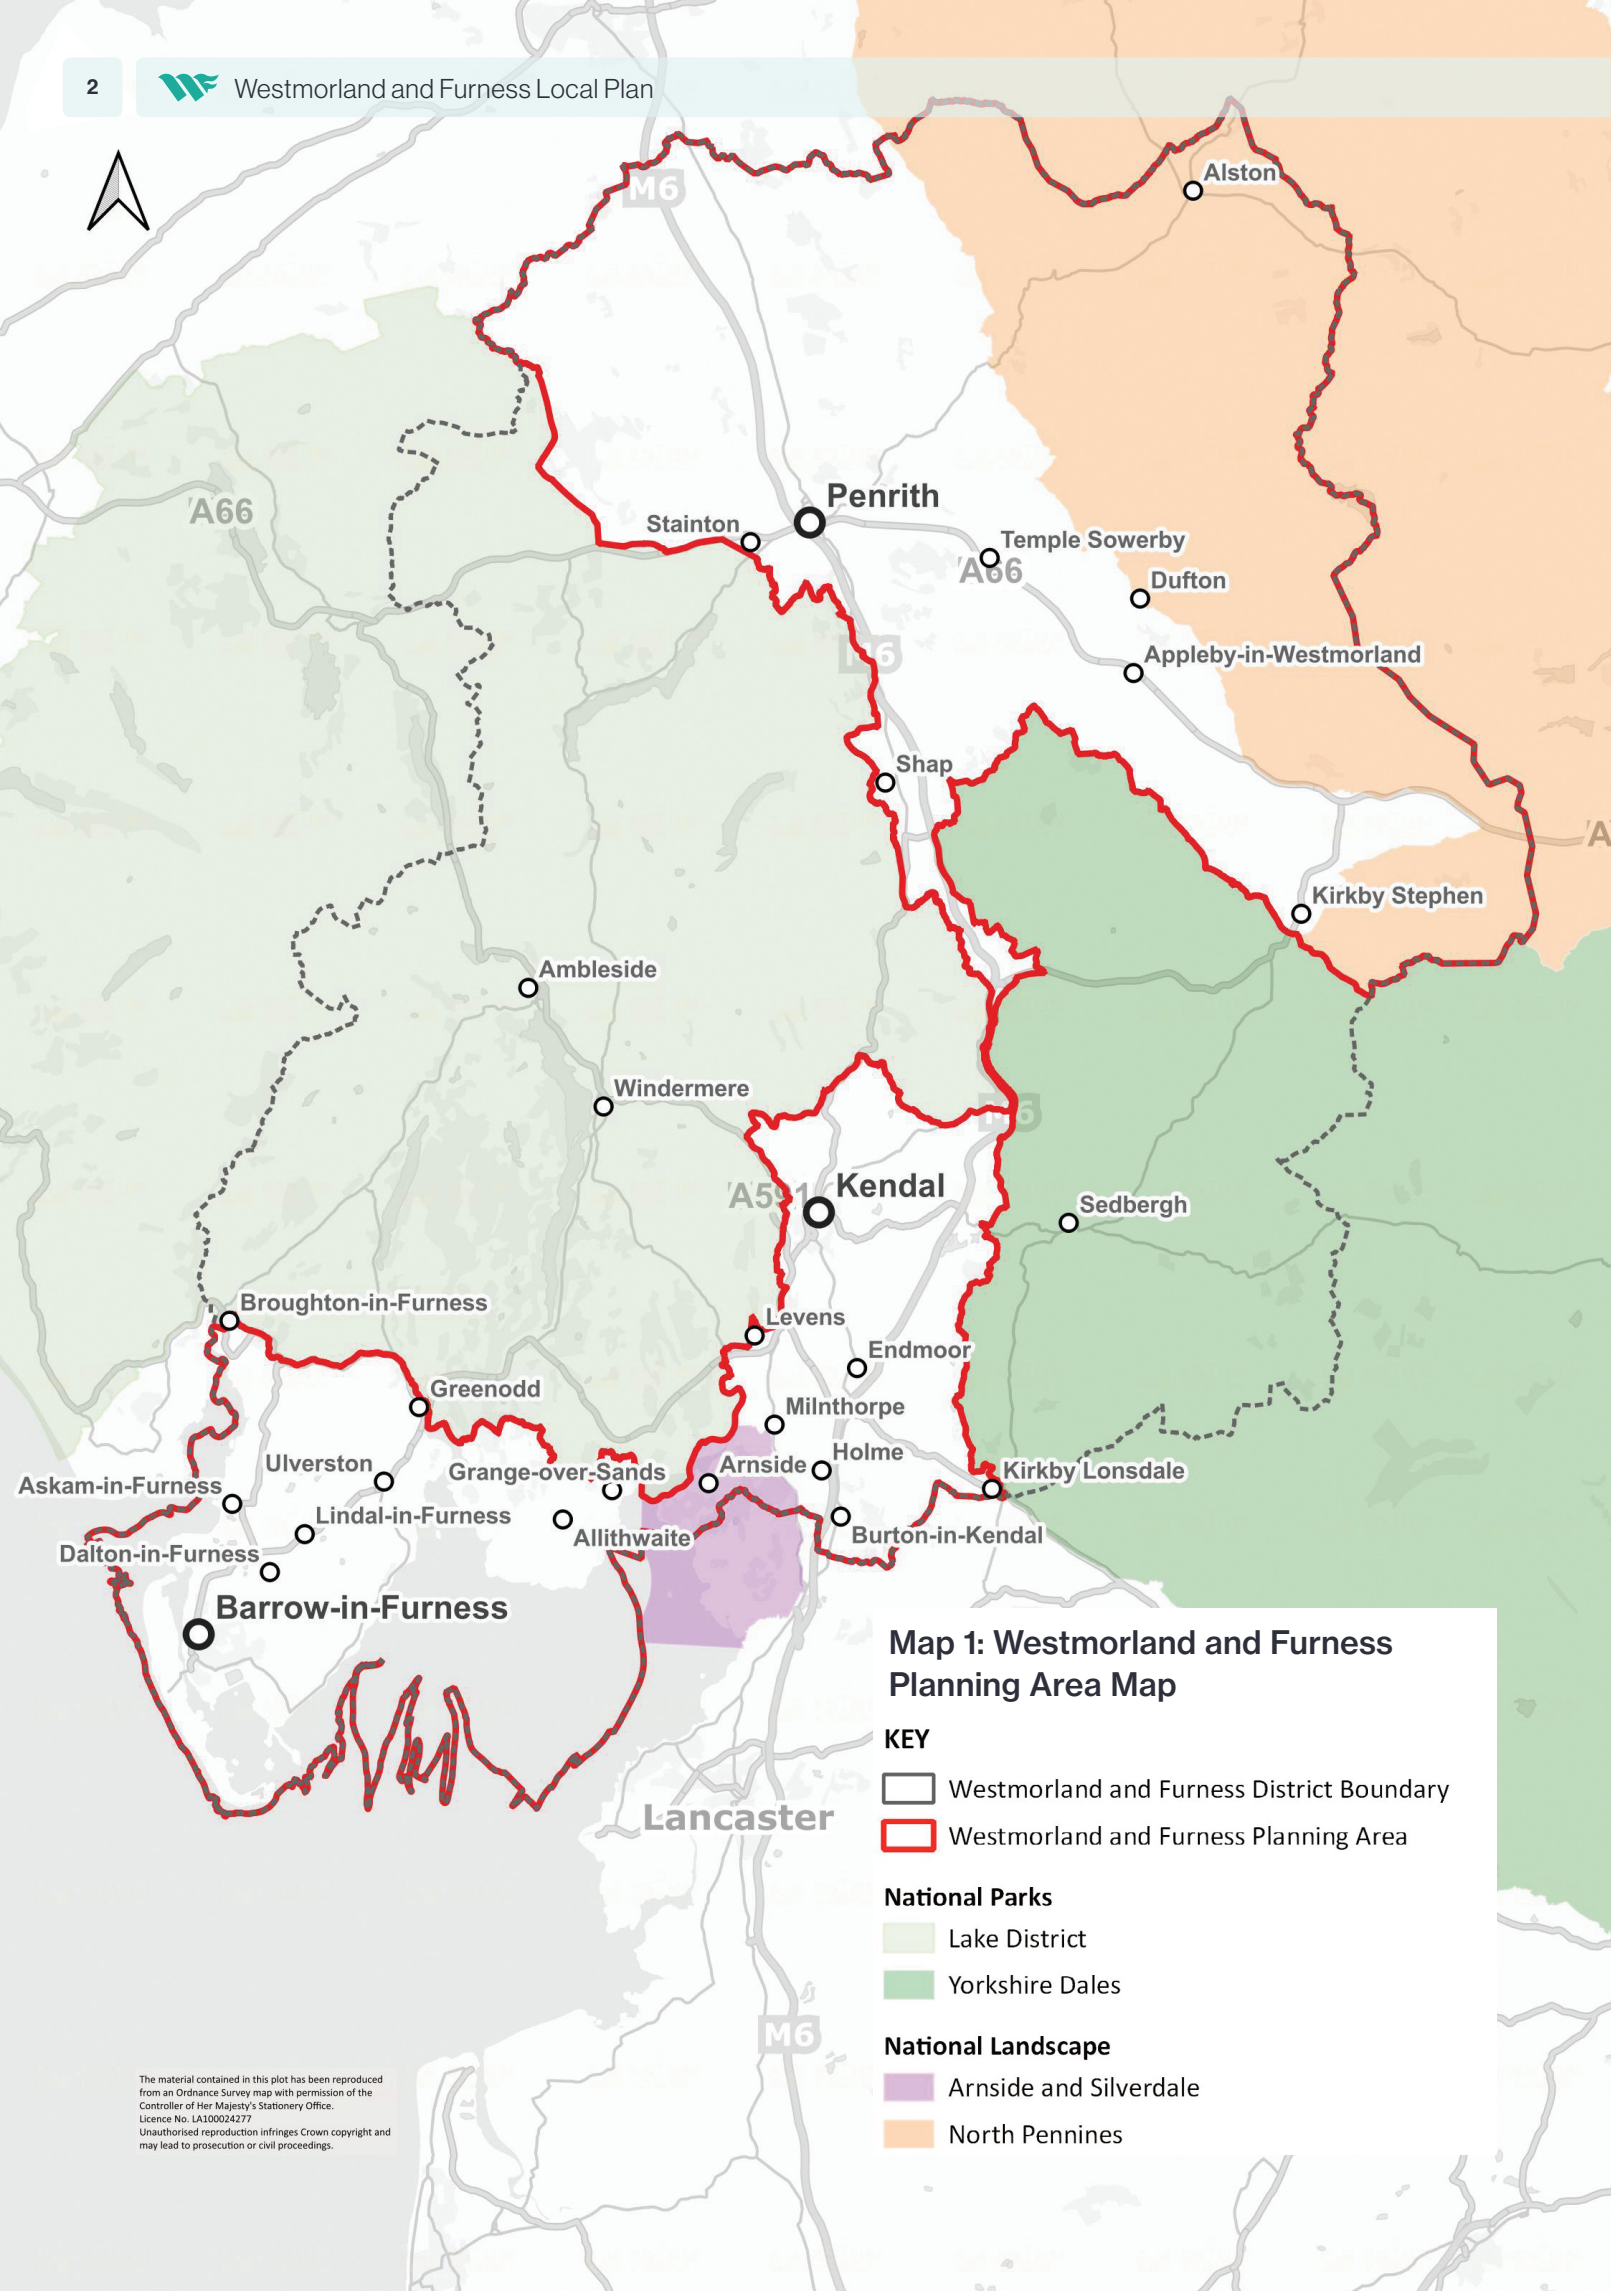 2
Westmorland and Furness Local Plan
M6
Alston
A66
Penrith
Stainton
Temple Sowerby
A66
Dufton
M6
Appleby-in-Westmorland
Shap
A
Kirkby Stephen
Ambleside
Windermere
M6
A591
Kendal
Sedbergh
Broughton-in-Furness
Levens
Endmoor
Greenodd
Milnthorpe
Holme
Ulverston
Grange-over-Sands
Arnside
Kirkby Lonsdale
Askam-in-Furness
Lindal-in-Furness
Allithwaite
Burton-in-Kendal
Dalton-in-Furness
Barrow-in-Furness
Lancaster
M6
Map 1: Westmorland and Furness
Planning Area Map
KEY
Westmorland and Furness District Boundary
Westmorland and Furness Planning Area
National Parks
Lake District
Yorkshire Dales
National Landscape
Arnside and Silverdale
North Pennines
The material contained in this plot has been reproduced
from an Ordnance Survey map with permission of the
Controller of Her Majesty's Stationery Office.
Licence No. LA100024277
Unauthorised reproduction infringes Crown copyright and
may lead to prosecution or civil proceedings.